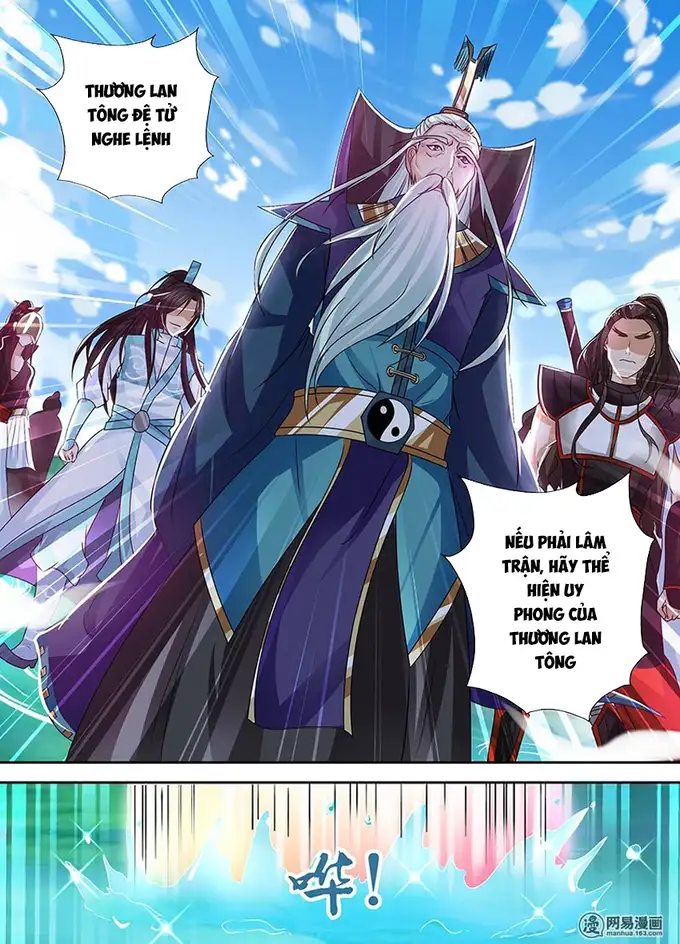 THƯƠNG LAN
TÔNG ĐỆ TỬ
NGHE LỆNH
NẾU PHẢI LÂM
TRẬN, HÃY THỂ
HIỆN UY
PHONG CỦA
THƯƠNG LAN
TÔNG
哗！
漫 网易漫画
manhua.163.com